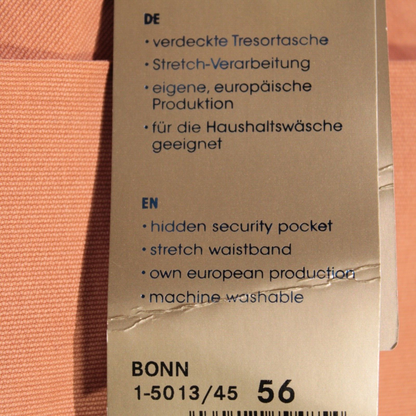 DE
• verdeckte Tresortasche
• Stretch-Verarbeitung
• eigene, europäische
Produktion
• für die Haushaltswäsche
geeignet
EN
• hidden security pocket
• stretch waistband
• own european production
• machine washable
BONN
1-5013/45 56